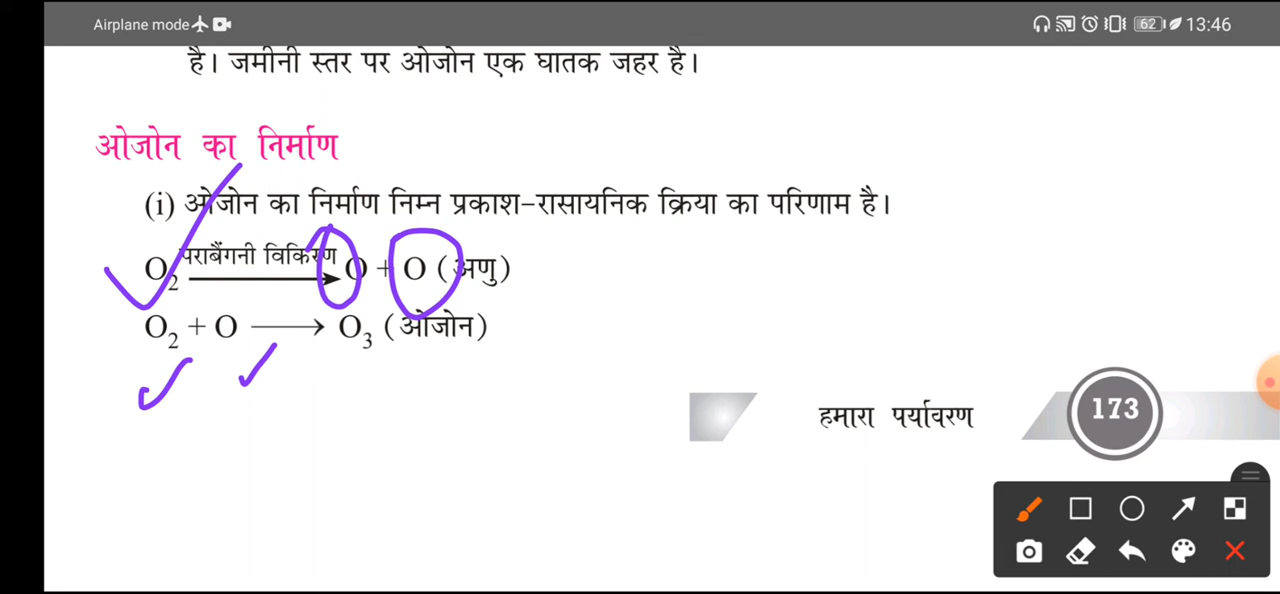 Airplane mode 62 13:46
है। जमीनी स्तर पर ओजोन एक घातक जहर है।
ओजोन का निर्माण
(i) ओजोन का निर्माण निम्न प्रकाश-रासायनिक क्रिया का परिणाम है।
पराबैंगनी विकिरण
O₂ ⟶ O + O (अणु)
O₂ + O ⟶ O₃ (ओजोन)
हमारा पर्यावरण 173